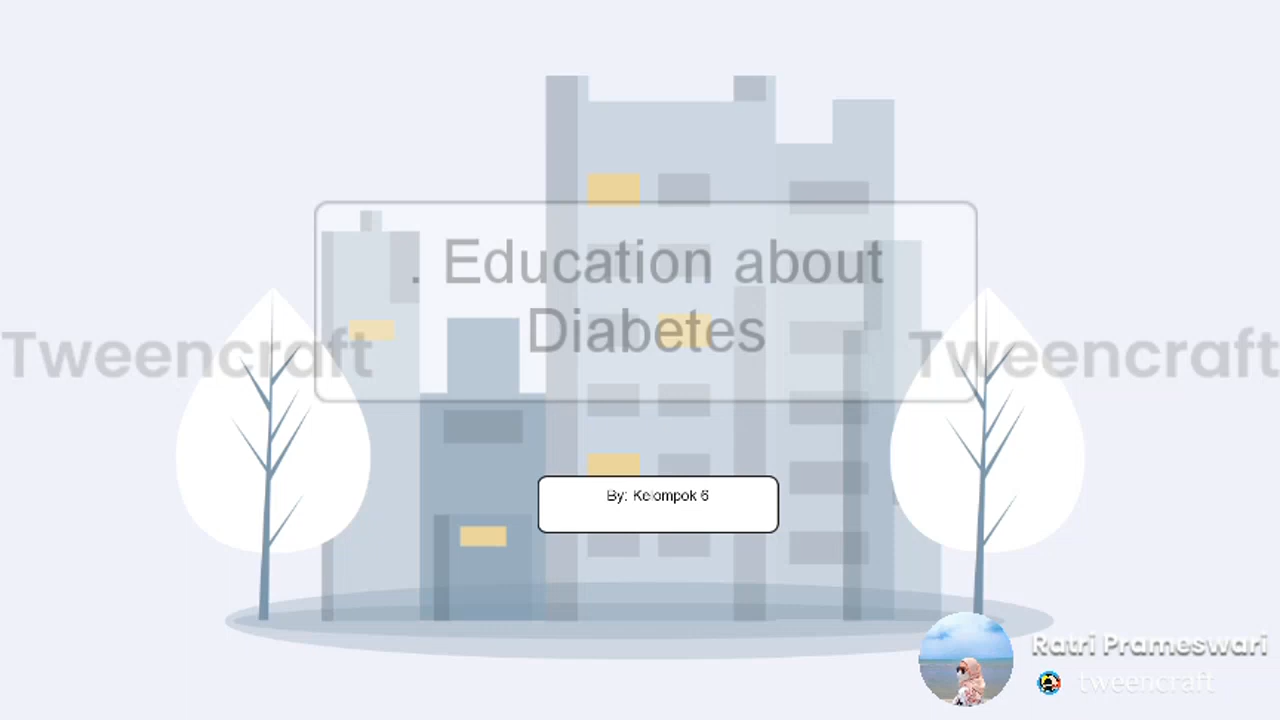 . Education about
Diabetes
Tweencraft
Tweencraft
By: Kelompok 6
Ratri Prameswari
tweencraft